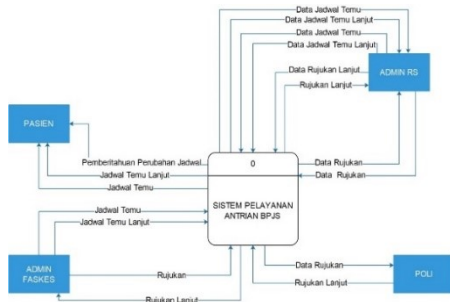 Data Jadwal Temu
Data Jadwal Temu Lanjut
Data Jadwal Temu
Data Jadwal Temu Lanjut
ADMIN RS
Data Rujukan Lanjut
Rujukan Lanjut
PASIEN
Pemberitahuan Perubahan Jadwal
Jadwal Temu Lanjut
Jadwal Temu
0
Data Rujukan
Data Rujukan
SISTEM PELAYANAN
ANTRIAN BPJS
Jadwal Temu
Jadwal Temu Lanjut
ADMIN
FASKES
Rujukan
Rujukan Lanjut
Data Rujukan
Rujukan Lanjut
POLI